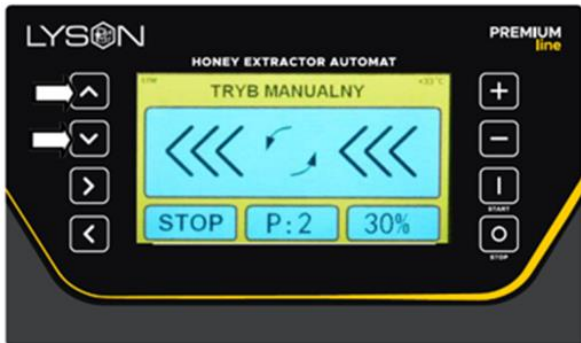 LYSON
PREMIUM
line
HONEY EXTRACTOR AUTOMAT
+33°C
TRYB MANUALNY
STOP
P:2
30%
START
STOP